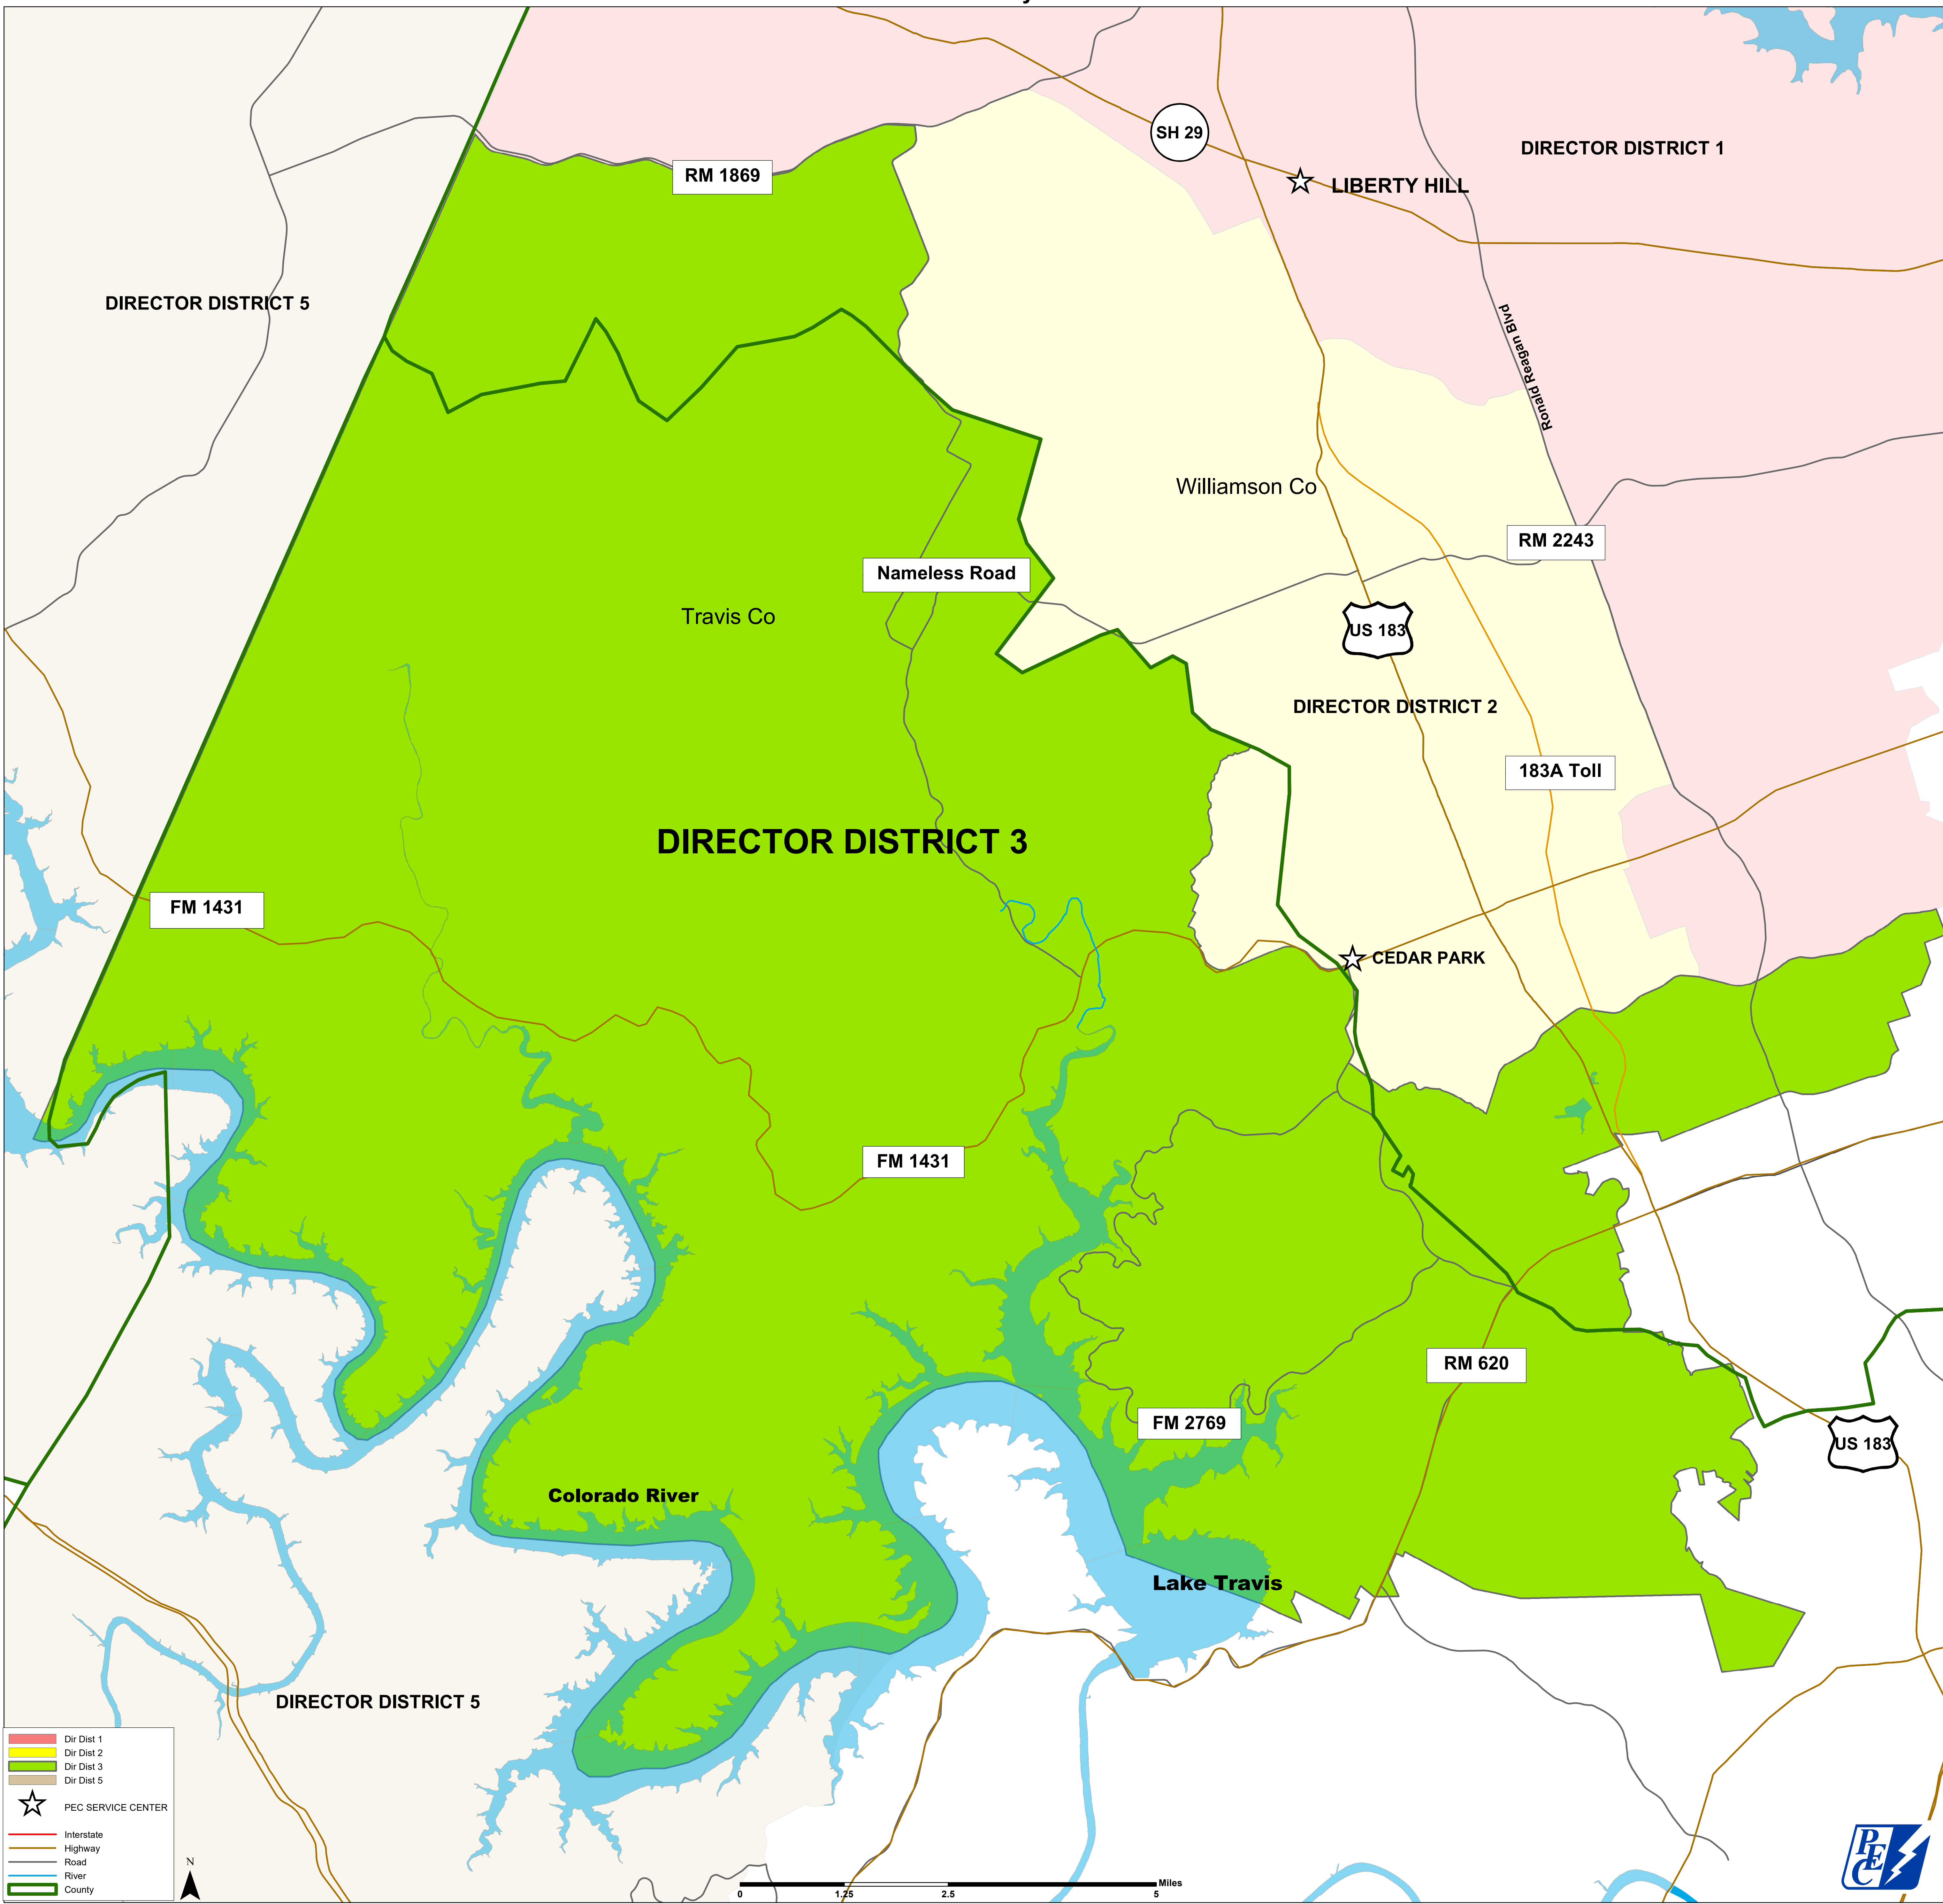 SH 29
DIRECTOR DISTRICT 1
RM 1869
LIBERTY HILL
DIRECTOR DISTRICT 5
Ronald Reagan Blvd
Williamson Co
RM 2243
Nameless Road
Travis Co
US 183
DIRECTOR DISTRICT 2
183A Toll
DIRECTOR DISTRICT 3
FM 1431
CEDAR PARK
FM 1431
RM 620
FM 2769
US 183
Colorado River
Lake Travis
DIRECTOR DISTRICT 5
Dir Dist 1
Dir Dist 2
Dir Dist 3
Dir Dist 5
PEC SERVICE CENTER
Interstate
Highway
Road
River
County
N
Miles
0 1.25 2.5 5
PEC